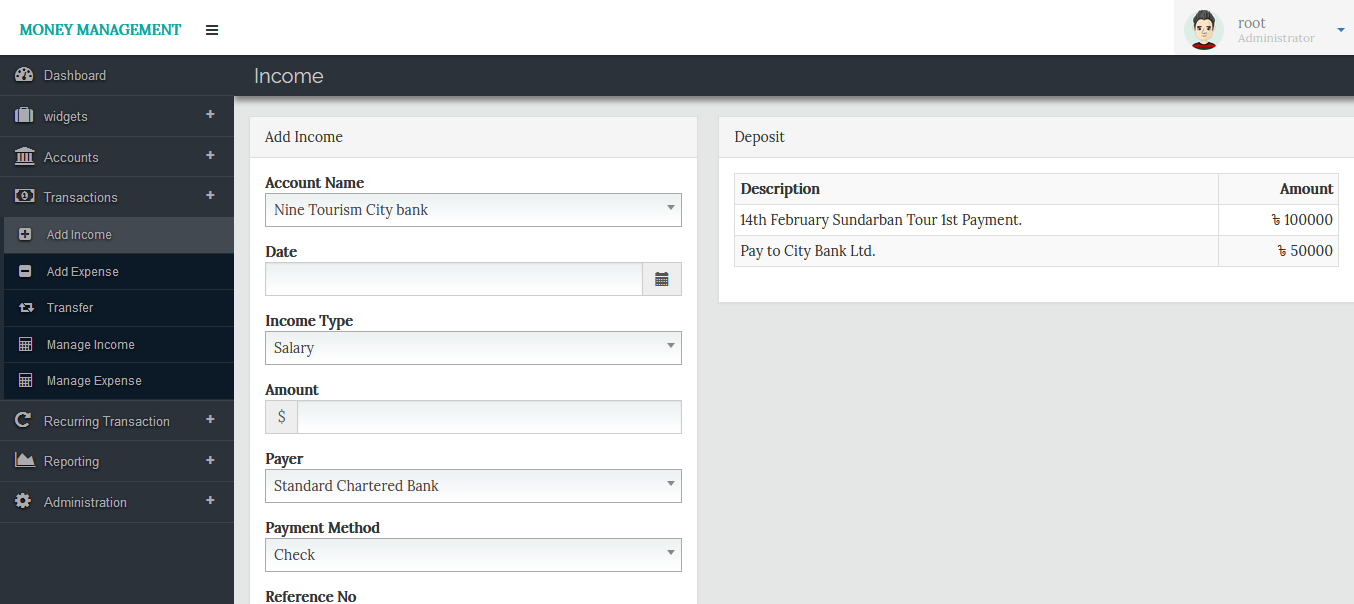 MONEY MANAGEMENT
root
Administrator
Dashboard
widgets +
Accounts +
Transactions +
Add Income
Add Expense
Transfer
Manage Income
Manage Expense
Recurring Transaction +
Reporting +
Administration +
Income
Add Income
Account Name
Nine Tourism City bank
Date
Income Type
Salary
Amount
$
Payer
Standard Chartered Bank
Payment Method
Check
Reference No
Deposit
Description Amount
14th February Sundarban Tour 1st Payment. ৳ 100000
Pay to City Bank Ltd. ৳ 50000